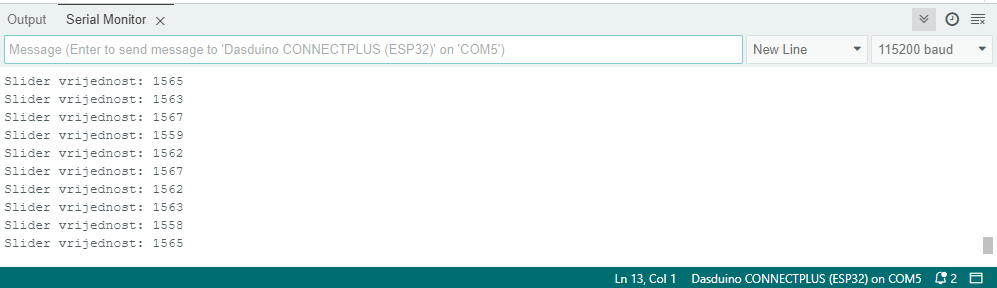 Output Serial Monitor
Message (Enter to send message to 'Dasduino CONNECTPLUS (ESP32)' on 'COM5') New Line 115200 baud
Slider vrijednost: 1565
Slider vrijednost: 1563
Slider vrijednost: 1567
Slider vrijednost: 1559
Slider vrijednost: 1562
Slider vrijednost: 1567
Slider vrijednost: 1562
Slider vrijednost: 1563
Slider vrijednost: 1558
Slider vrijednost: 1565
Ln 13, Col 1 Dasduino CONNECTPLUS (ESP32) on COM5 2